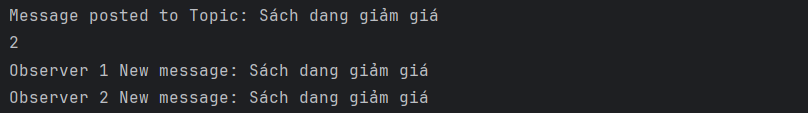 Message posted to Topic: Sách dang giảm giá
2
Observer 1 New message: Sách dang giảm giá
Observer 2 New message: Sách dang giảm giá